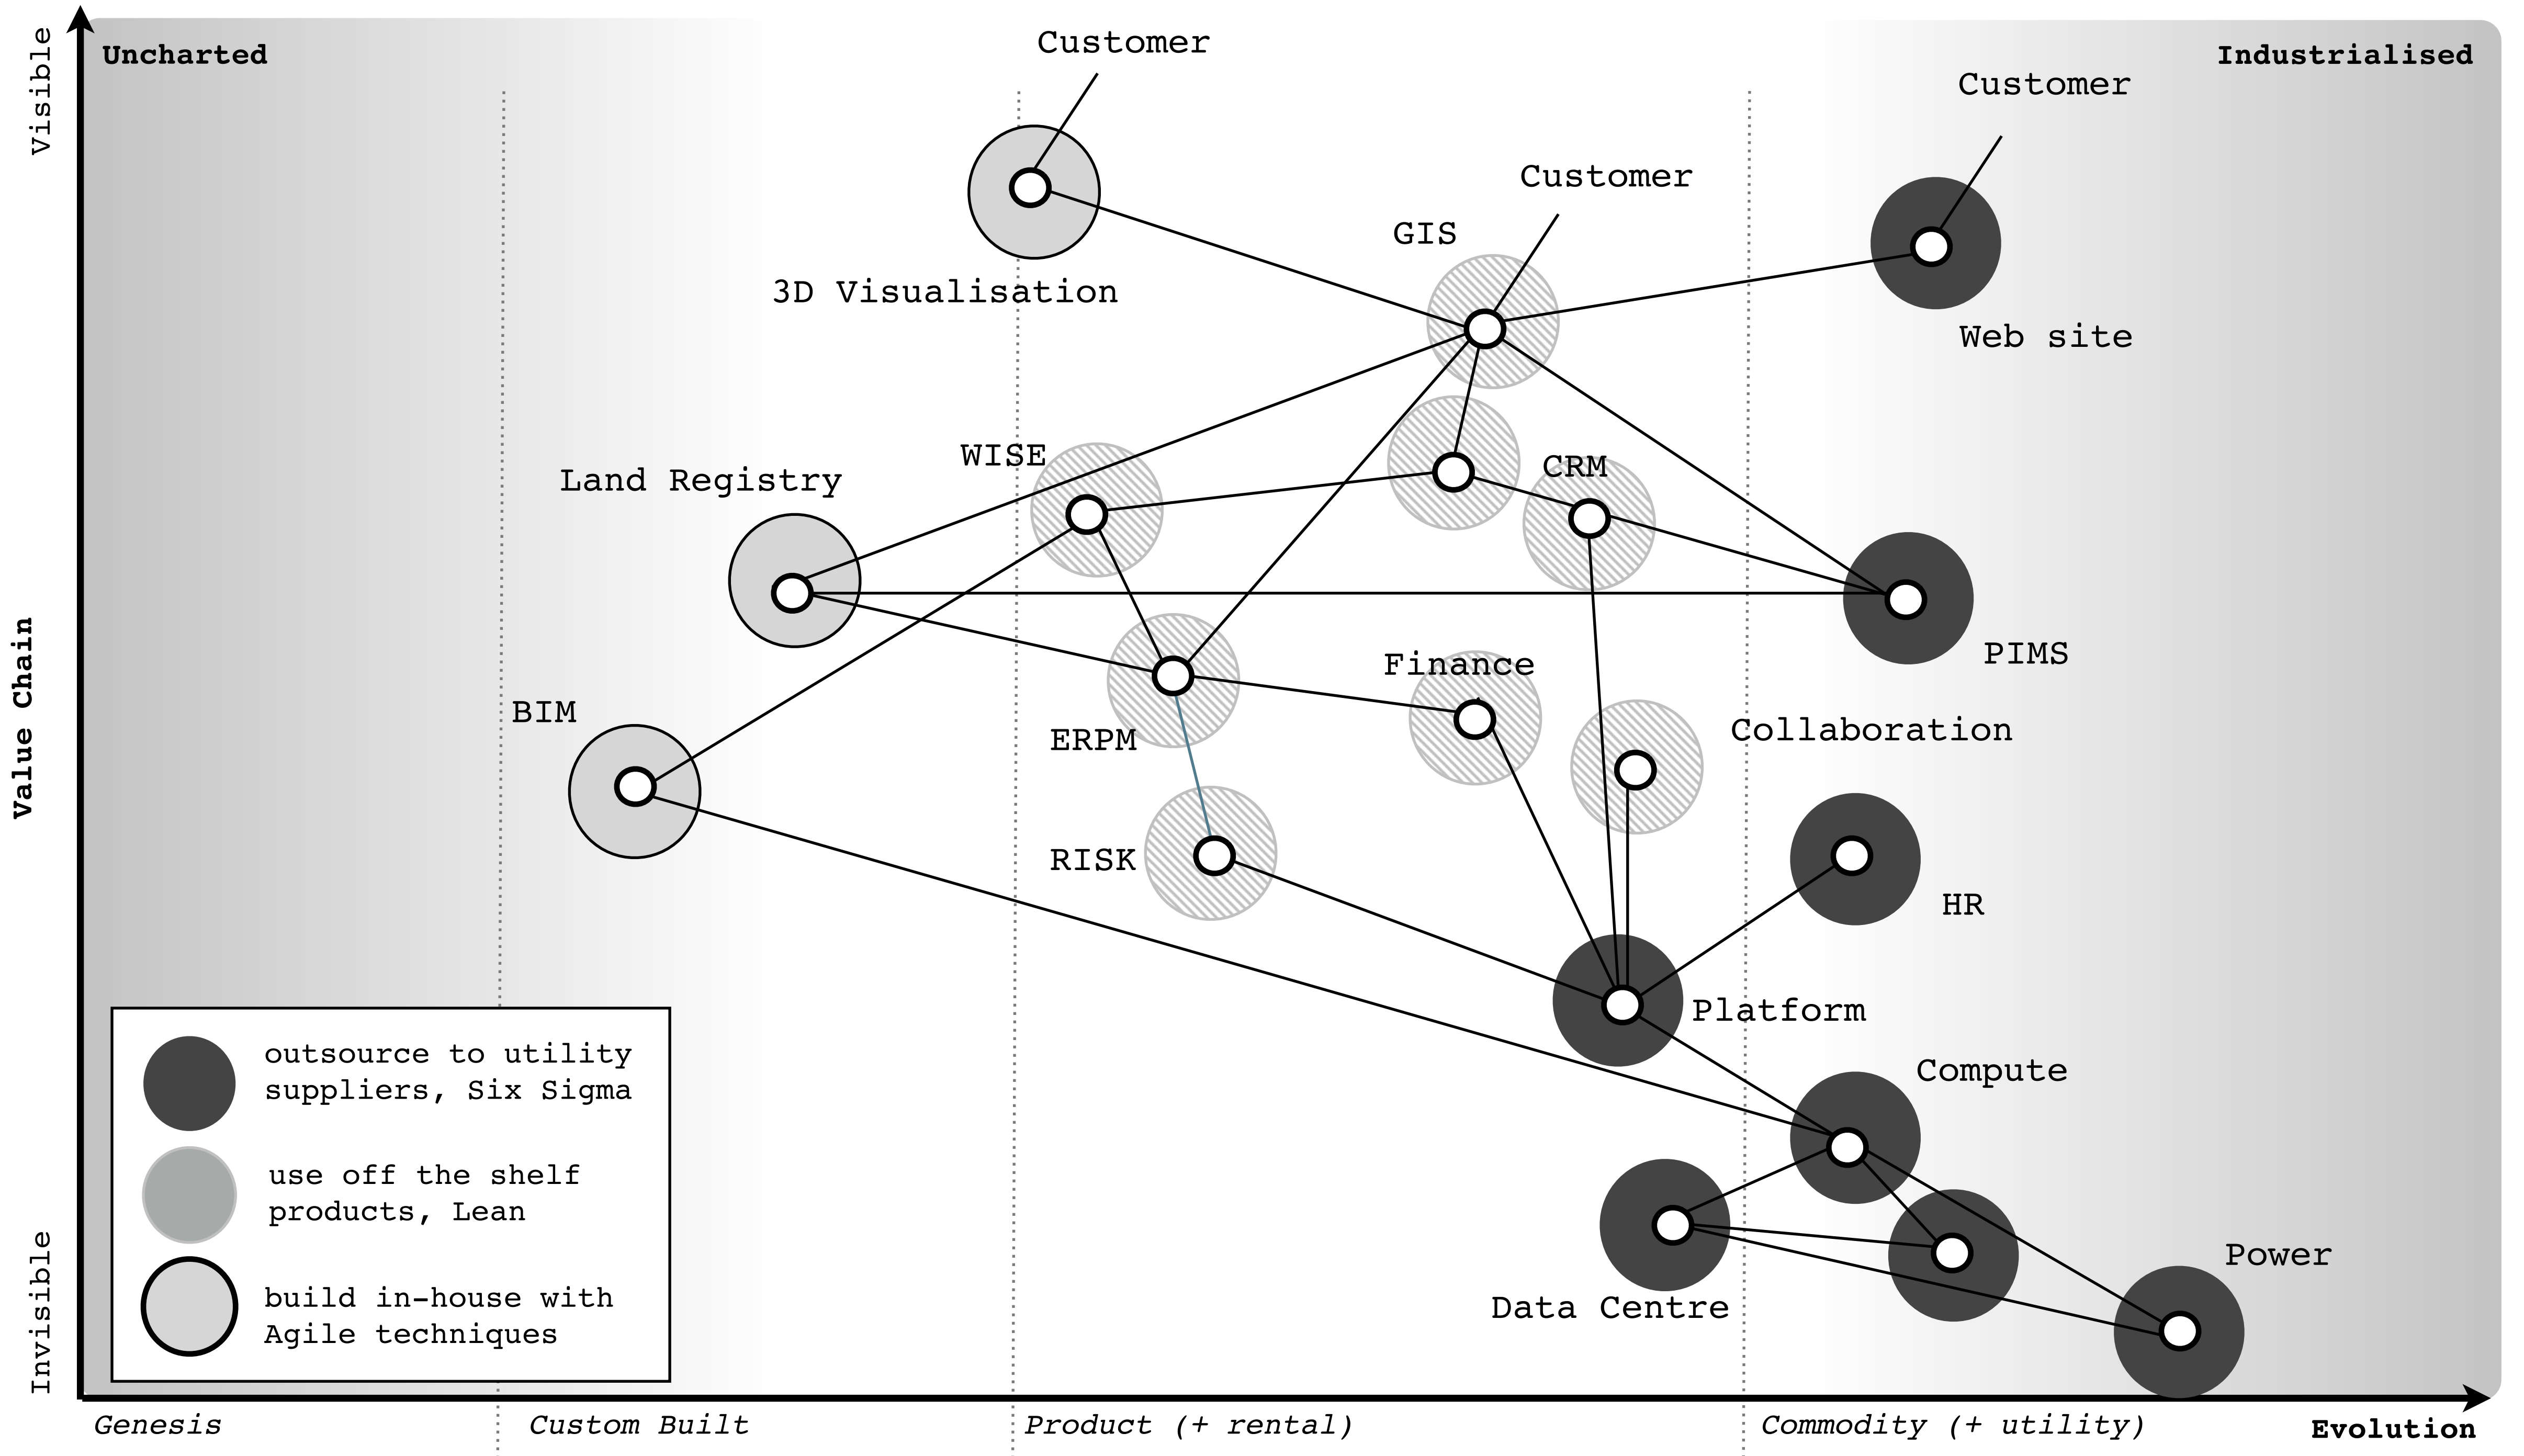 Customer
Uncharted
Industrialised
Customer
Visible
Customer
GIS
3D Visualisation
Web site
WISE
CRM
Land Registry
PIMS
Finance
BIM
Collaboration
ERPM
Value Chain
RISK
HR
Platform
outsource to utility
suppliers, Six Sigma
Compute
use off the shelf
products, Lean
Power
build in-house with
Agile techniques
Data Centre
Invisible
Genesis
Custom Built
Product (+ rental)
Commodity (+ utility)
Evolution